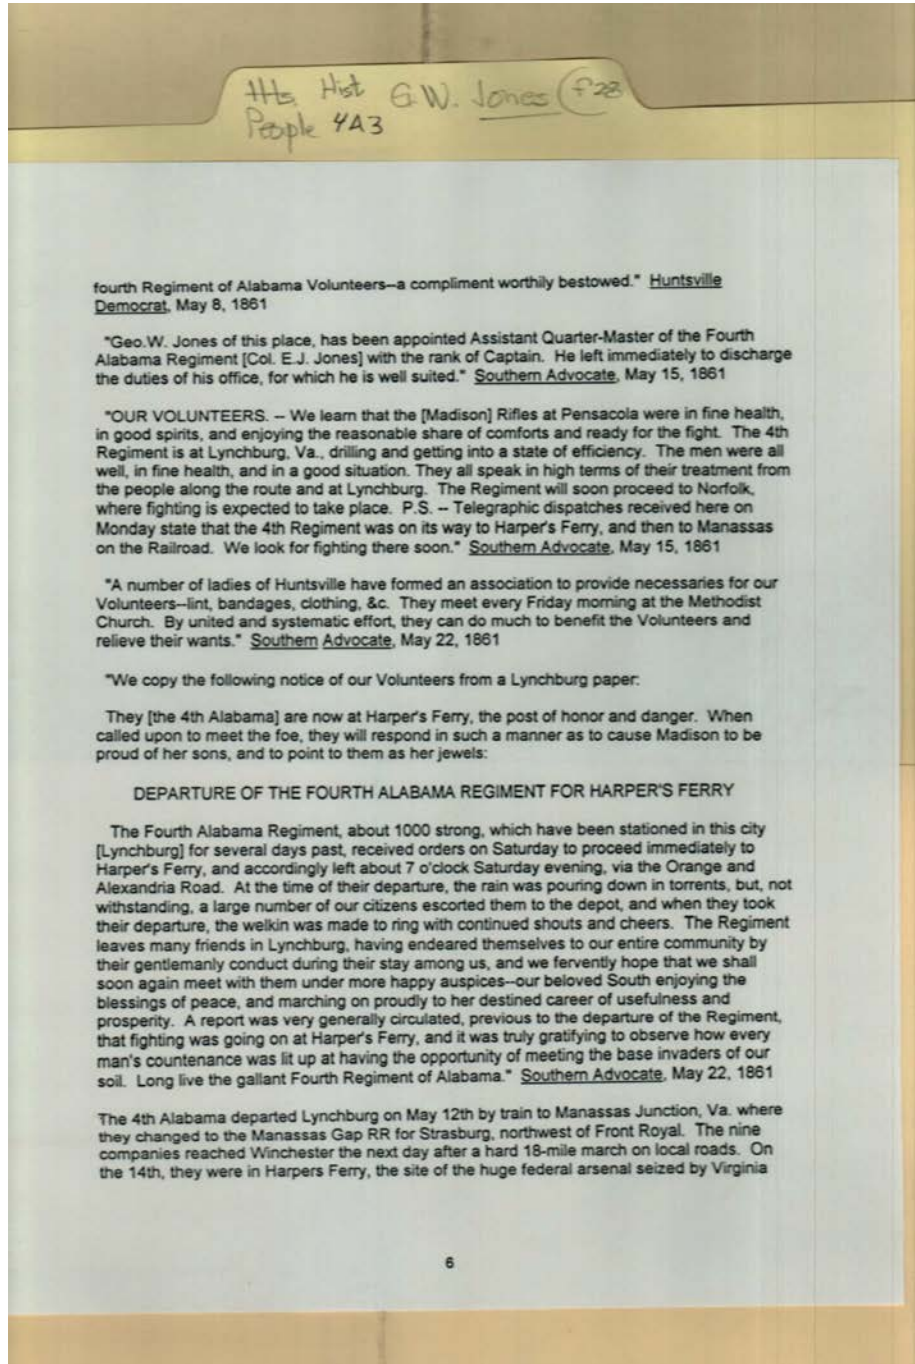 Hts. Hist G.W. Jones (f28
People 4A3
fourth Regiment of Alabama Volunteers--a compliment worthily bestowed." Huntsville
Democrat, May 8, 1861
"Geo.W. Jones of this place, has been appointed Assistant Quarter-Master of the Fourth
Alabama Regiment [Col. E.J. Jones] with the rank of Captain. He left immediately to discharge
the duties of his office, for which he is well suited." Southern Advocate, May 15, 1861
"OUR VOLUNTEERS. -- We learn that the [Madison] Rifles at Pensacola were in fine health,
in good spirits, and enjoying the reasonable share of comforts and ready for the fight. The 4th
Regiment is at Lynchburg, Va., drilling and getting into a state of efficiency. The men were all
well, in fine health, and in a good situation. They all speak in high terms of their treatment from
the people along the route and at Lynchburg. The Regiment will soon proceed to Norfolk,
where fighting is expected to take place. P.S. -- Telegraphic dispatches received here on
Monday state that the 4th Regiment was on its way to Harper's Ferry, and then to Manassas
on the Railroad. We look for fighting there soon." Southern Advocate, May 15, 1861
"A number of ladies of Huntsville have formed an association to provide necessaries for our
Volunteers--lint, bandages, clothing, &c. They meet every Friday morning at the Methodist
Church. By united and systematic effort, they can do much to benefit the Volunteers and
relieve their wants." Southern Advocate, May 22, 1861
"We copy the following notice of our Volunteers from a Lynchburg paper:
They [the 4th Alabama] are now at Harper's Ferry, the post of honor and danger. When
called upon to meet the foe, they will respond in such a manner as to cause Madison to be
proud of her sons, and to point to them as her jewels:
DEPARTURE OF THE FOURTH ALABAMA REGIMENT FOR HARPER'S FERRY
The Fourth Alabama Regiment, about 1000 strong, which have been stationed in this city
[Lynchburg] for several days past, received orders on Saturday to proceed immediately to
Harper's Ferry, and accordingly left about 7 o'clock Saturday evening, via the Orange and
Alexandria Road. At the time of their departure, the rain was pouring down in torrents, but, not
withstanding, a large number of our citizens escorted them to the depot, and when they took
their departure, the welkin was made to ring with continued shouts and cheers. The Regiment
leaves many friends in Lynchburg, having endeared themselves to our entire community by
their gentlemanly conduct during their stay among us, and we fervently hope that we shall
soon again meet with them under more happy auspices--our beloved South enjoying the
blessings of peace, and marching on proudly to her destined career of usefulness and
prosperity. A report was very generally circulated, previous to the departure of the Regiment,
that fighting was going on at Harper's Ferry, and it was truly gratifying to observe how every
man's countenance was lit up at having the opportunity of meeting the base invaders of our
soil. Long live the gallant Fourth Regiment of Alabama." Southern Advocate, May 22, 1861
The 4th Alabama departed Lynchburg on May 12th by train to Manassas Junction, Va. where
they changed to the Manassas Gap RR for Strasburg, northwest of Front Royal. The nine
companies reached Winchester the next day after a hard 18-mile march on local roads. On
the 14th, they were in Harpers Ferry, the site of the huge federal arsenal seized by Virginia
6